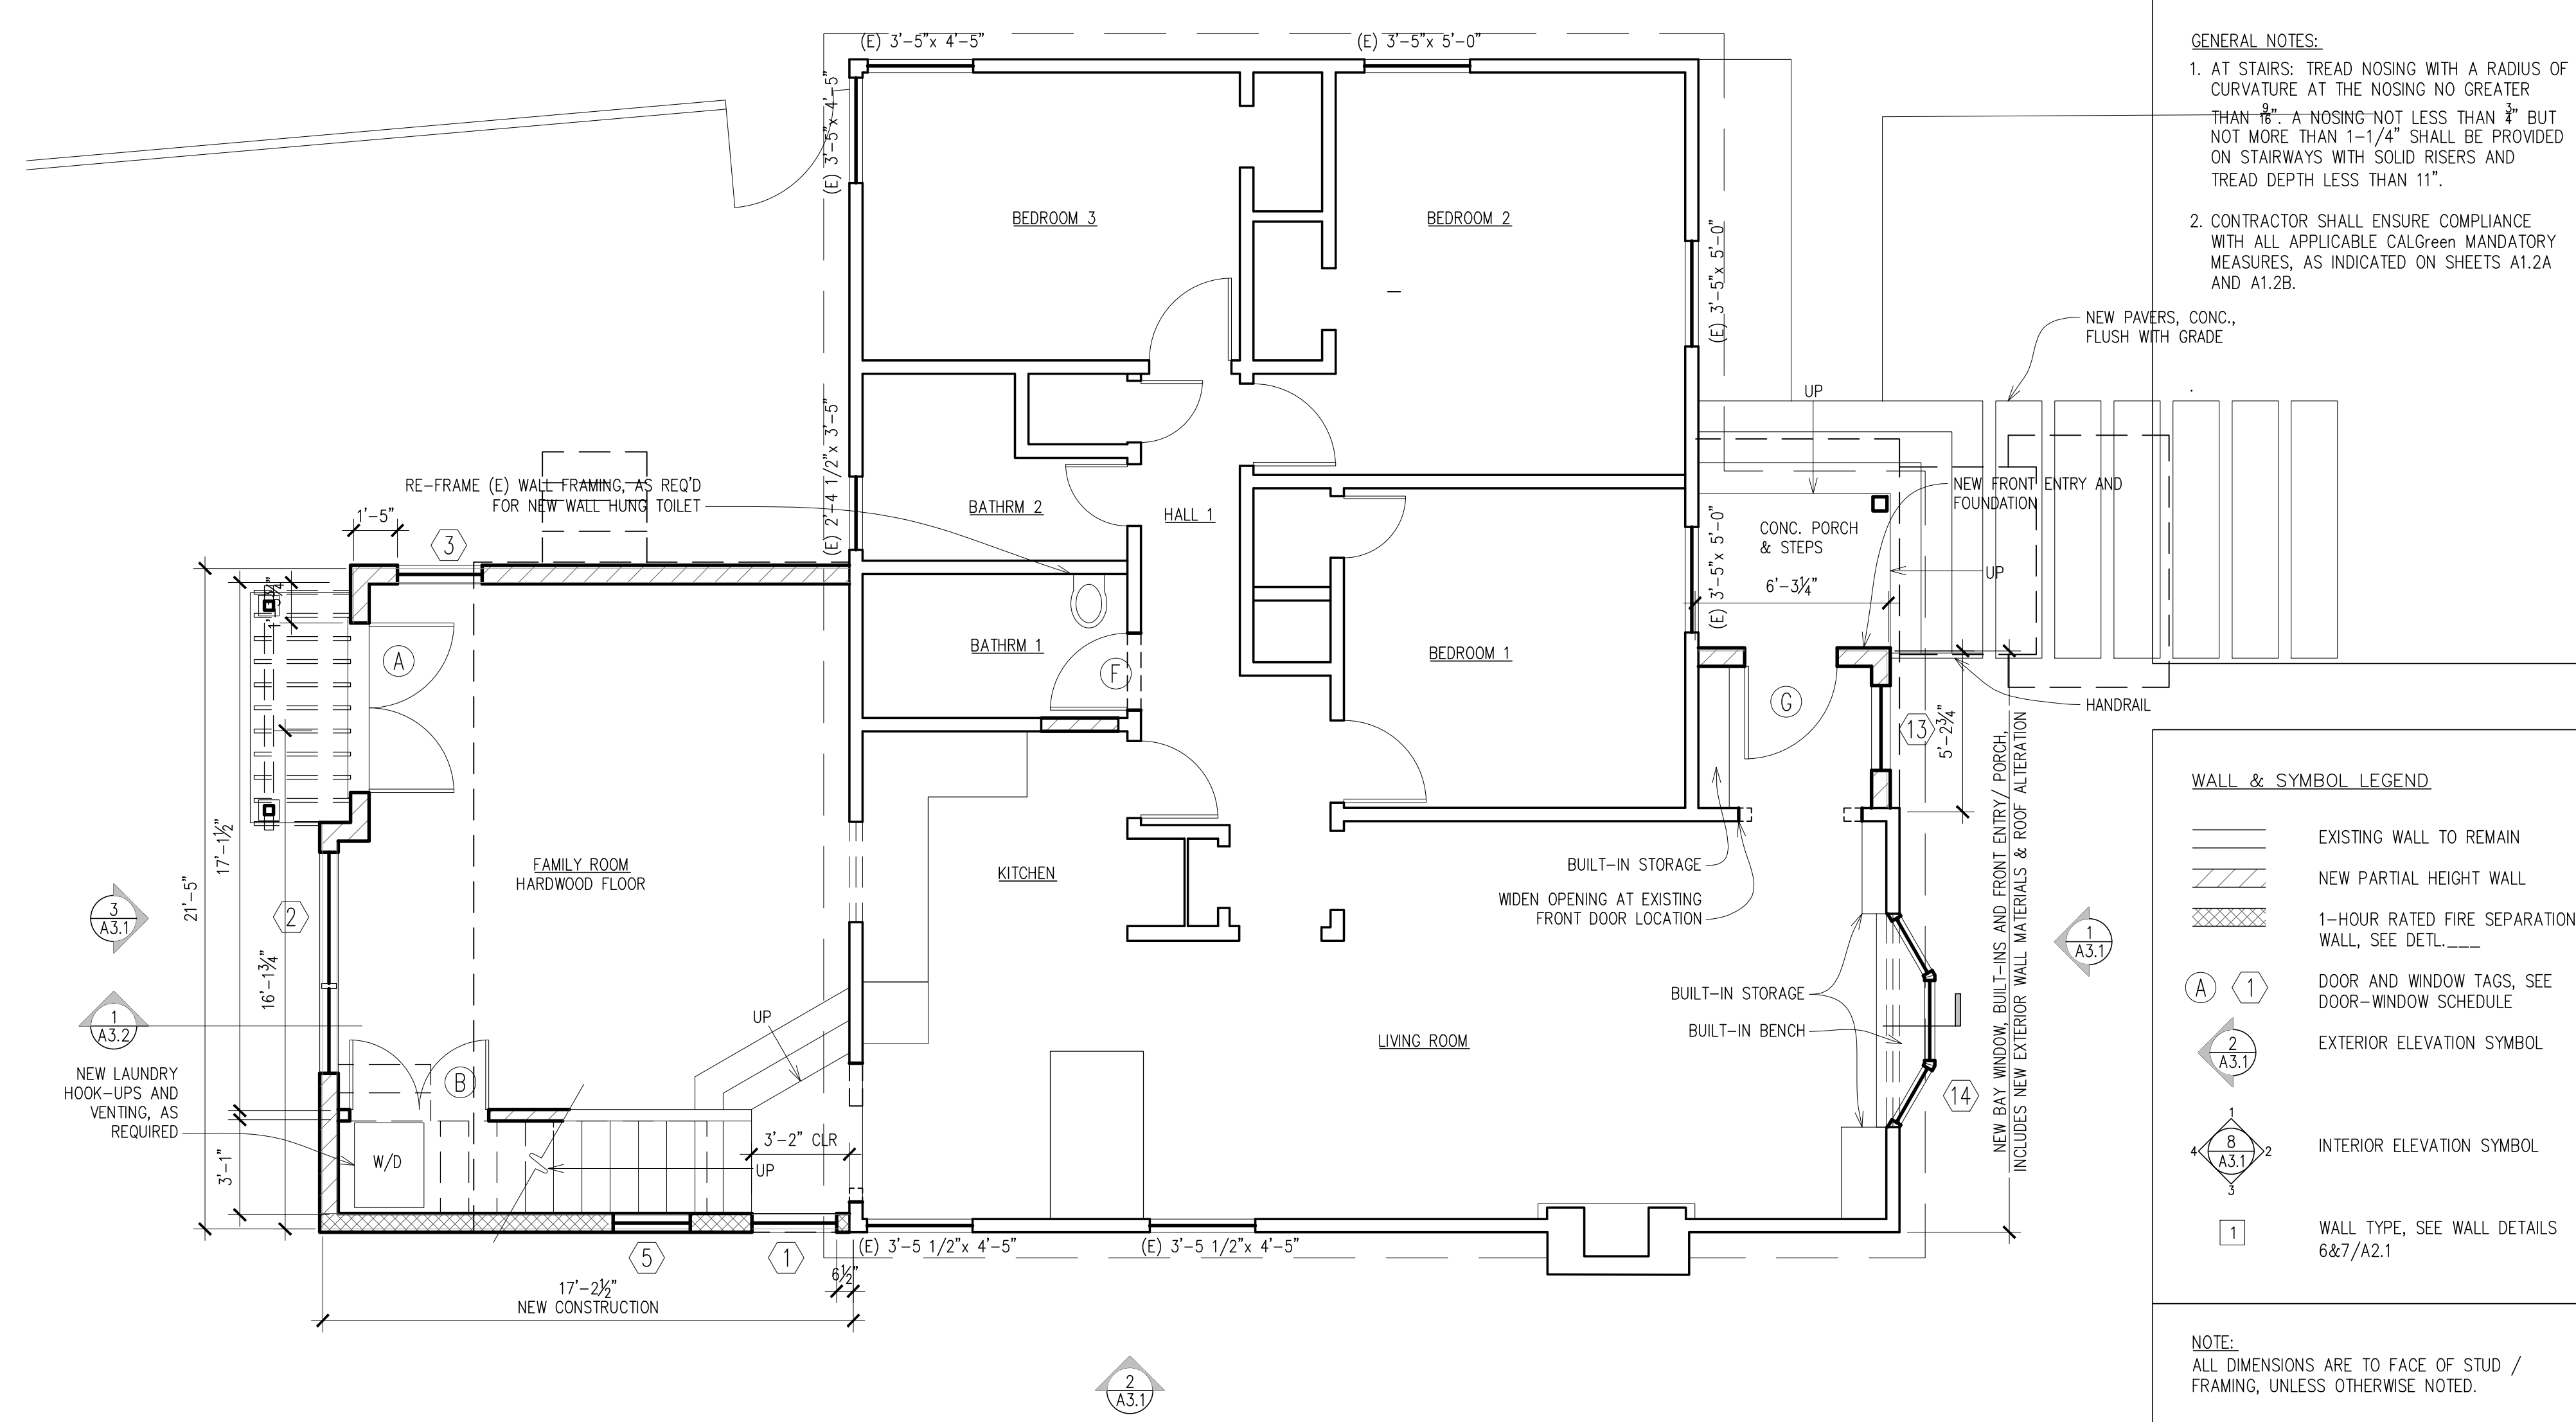 (E) 3'-5"x 4'-5"
(E) 3'-5"x 5'-0"
(E) 3'-5"x 4'-5"
BEDROOM 3
BEDROOM 2
(E) 3'-5"x 5'-0"
UP
(E) 2'-4 1/2"x 3'-5"
RE-FRAME (E) WALL FRAMING, AS REQ'D
FOR NEW WALL HUNG TOILET
BATHRM 2
HALL 1
1'-5"
3
CONC. PORCH
& STEPS
UP
6'-3¼"
(E) 3'-5"x 5'-0"
NEW FRONT ENTRY AND
FOUNDATION
NEW PAVERS, CONC.,
FLUSH WITH GRADE
HANDRAIL
A
BATHRM 1
F
BEDROOM 1
G
13
5'-2¾"
17'-1½"
21'-5"
16'-1¾"
2
3
A3.1
1
A3.2
FAMILY ROOM
HARDWOOD FLOOR
KITCHEN
BUILT-IN STORAGE
WIDEN OPENING AT EXISTING
FRONT DOOR LOCATION
BUILT-IN STORAGE
BUILT-IN BENCH
LIVING ROOM
NEW BAY WINDOW, BUILT-INS AND FRONT ENTRY/ PORCH,
INCLUDES NEW EXTERIOR WALL MATERIALS & ROOF ALTERATION
1
A3.1
14
UP
B
NEW LAUNDRY
HOOK-UPS AND
VENTING, AS
REQUIRED
3'-1"
W/D
3'-2" CLR
UP
5
1
6½"
(E) 3'-5 1/2"x 4'-5"
(E) 3'-5 1/2"x 4'-5"
17'-2½"
NEW CONSTRUCTION
2
A3.1
GENERAL NOTES:
1. AT STAIRS: TREAD NOSING WITH A RADIUS OF
CURVATURE AT THE NOSING NO GREATER
THAN 9/16". A NOSING NOT LESS THAN ¾" BUT
NOT MORE THAN 1-1/4" SHALL BE PROVIDED
ON STAIRWAYS WITH SOLID RISERS AND
TREAD DEPTH LESS THAN 11".
2. CONTRACTOR SHALL ENSURE COMPLIANCE
WITH ALL APPLICABLE CALGreen MANDATORY
MEASURES, AS INDICATED ON SHEETS A1.2A
AND A1.2B.
WALL & SYMBOL LEGEND
EXISTING WALL TO REMAIN
NEW PARTIAL HEIGHT WALL
1-HOUR RATED FIRE SEPARATION
WALL, SEE DETL.___
A
1
DOOR AND WINDOW TAGS, SEE
DOOR-WINDOW SCHEDULE
2
A3.1
EXTERIOR ELEVATION SYMBOL
1
4
8
A3.1
2
3
INTERIOR ELEVATION SYMBOL
1
WALL TYPE, SEE WALL DETAILS
6&7/A2.1
NOTE:
ALL DIMENSIONS ARE TO FACE OF STUD /
FRAMING, UNLESS OTHERWISE NOTED.